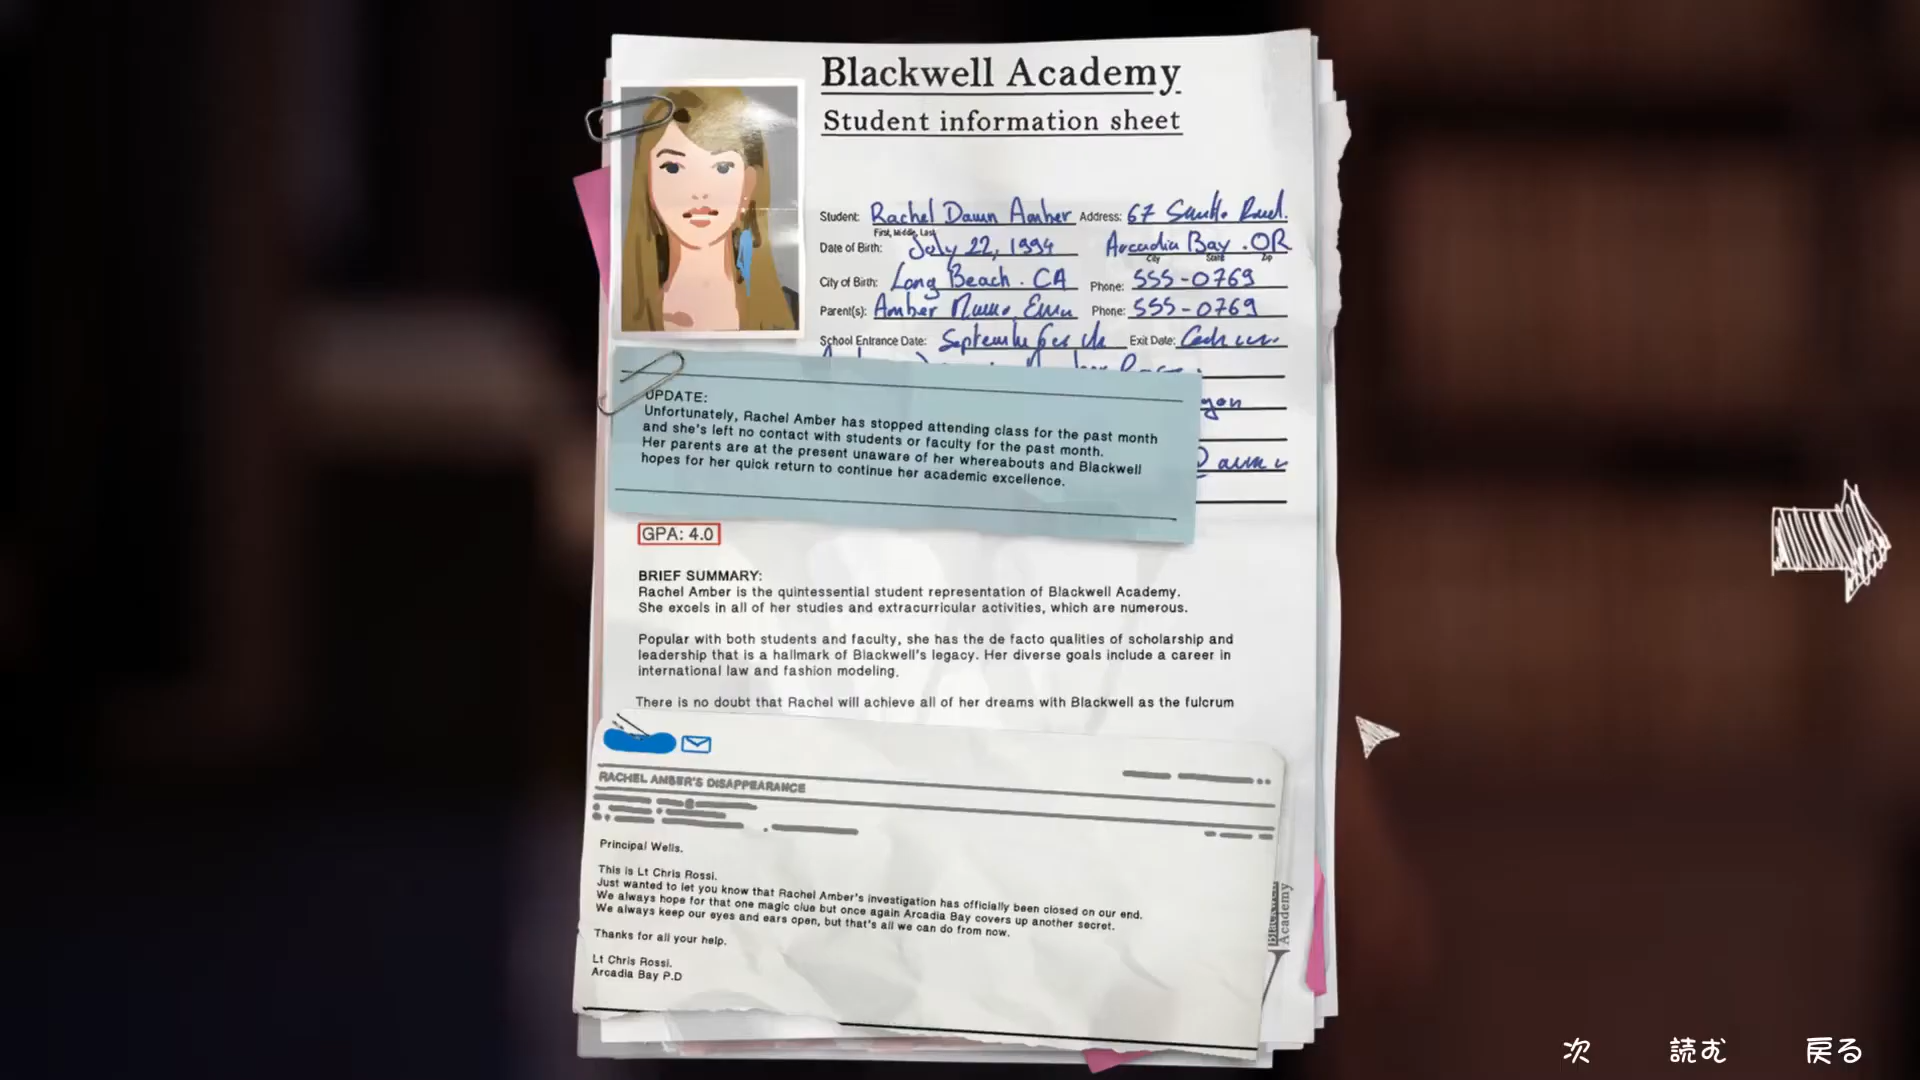 Blackwell Academy
Student information sheet
Student: Rachel Dawn Amber Address: 67
First, Middle, Last
Date of Birth: July 22, 1994 Arcadia Bay . OR
City State Zip
City of Birth: Long Beach . CA Phone: 555-0769
Parent(s): Amber Phone: 555-0769
School Entrance Date: Exit Date:
UPDATE:
Unfortunately, Rachel Amber has stopped attending class for the past month
and she's left no contact with students or faculty for the past month.
Her parents are at the present unaware of her whereabouts and Blackwell
hopes for her quick return to continue her academic excellence.
GPA: 4.0
BRIEF SUMMARY:
Rachel Amber is the quintessential student representation of Blackwell Academy.
She excels in all of her studies and extracurricular activities, which are numerous.
Popular with both students and faculty, she has the de facto qualities of scholarship and
leadership that is a hallmark of Blackwell's legacy. Her diverse goals include a career in
international law and fashion modeling.
There is no doubt that Rachel will achieve all of her dreams with Blackwell as the fulcrum
RACHEL AMBER'S DISAPPEARANCE
Principal Wells.
This is Lt Chris Rossi.
Just wanted to let you know that Rachel Amber's investigation has officially been closed on our end.
We always hope for that one magic clue but once again Arcadia Bay covers up another secret.
We always keep our eyes and ears open, but that's all we can do from now.
Thanks for all your help.
Lt Chris Rossi.
Arcadia Bay P.D
Academy
次 読む 戻る